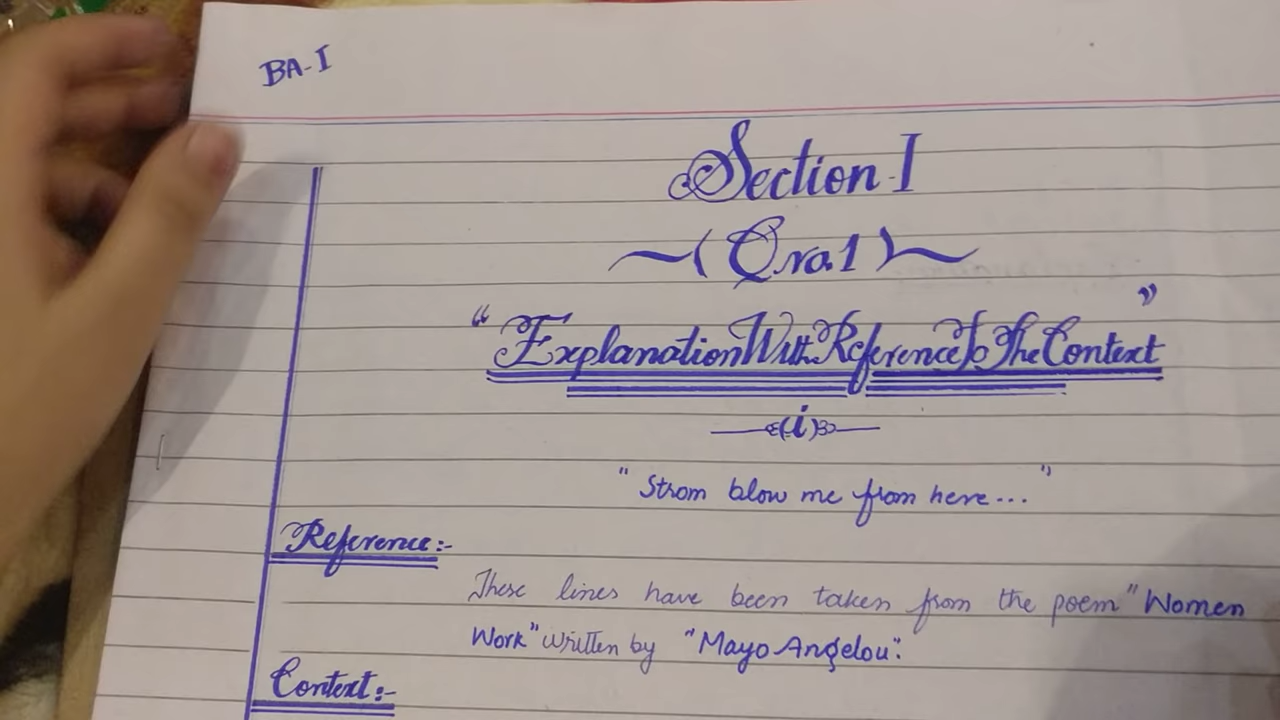 BA-I
Section-I
(Q no.1)
"Explanation With Reference To The Context"
(i)
"Strom blow me from here..."
Reference:-
These lines have been taken from the poem "Women
Work" written by "Mayo Angelou".
Context:-